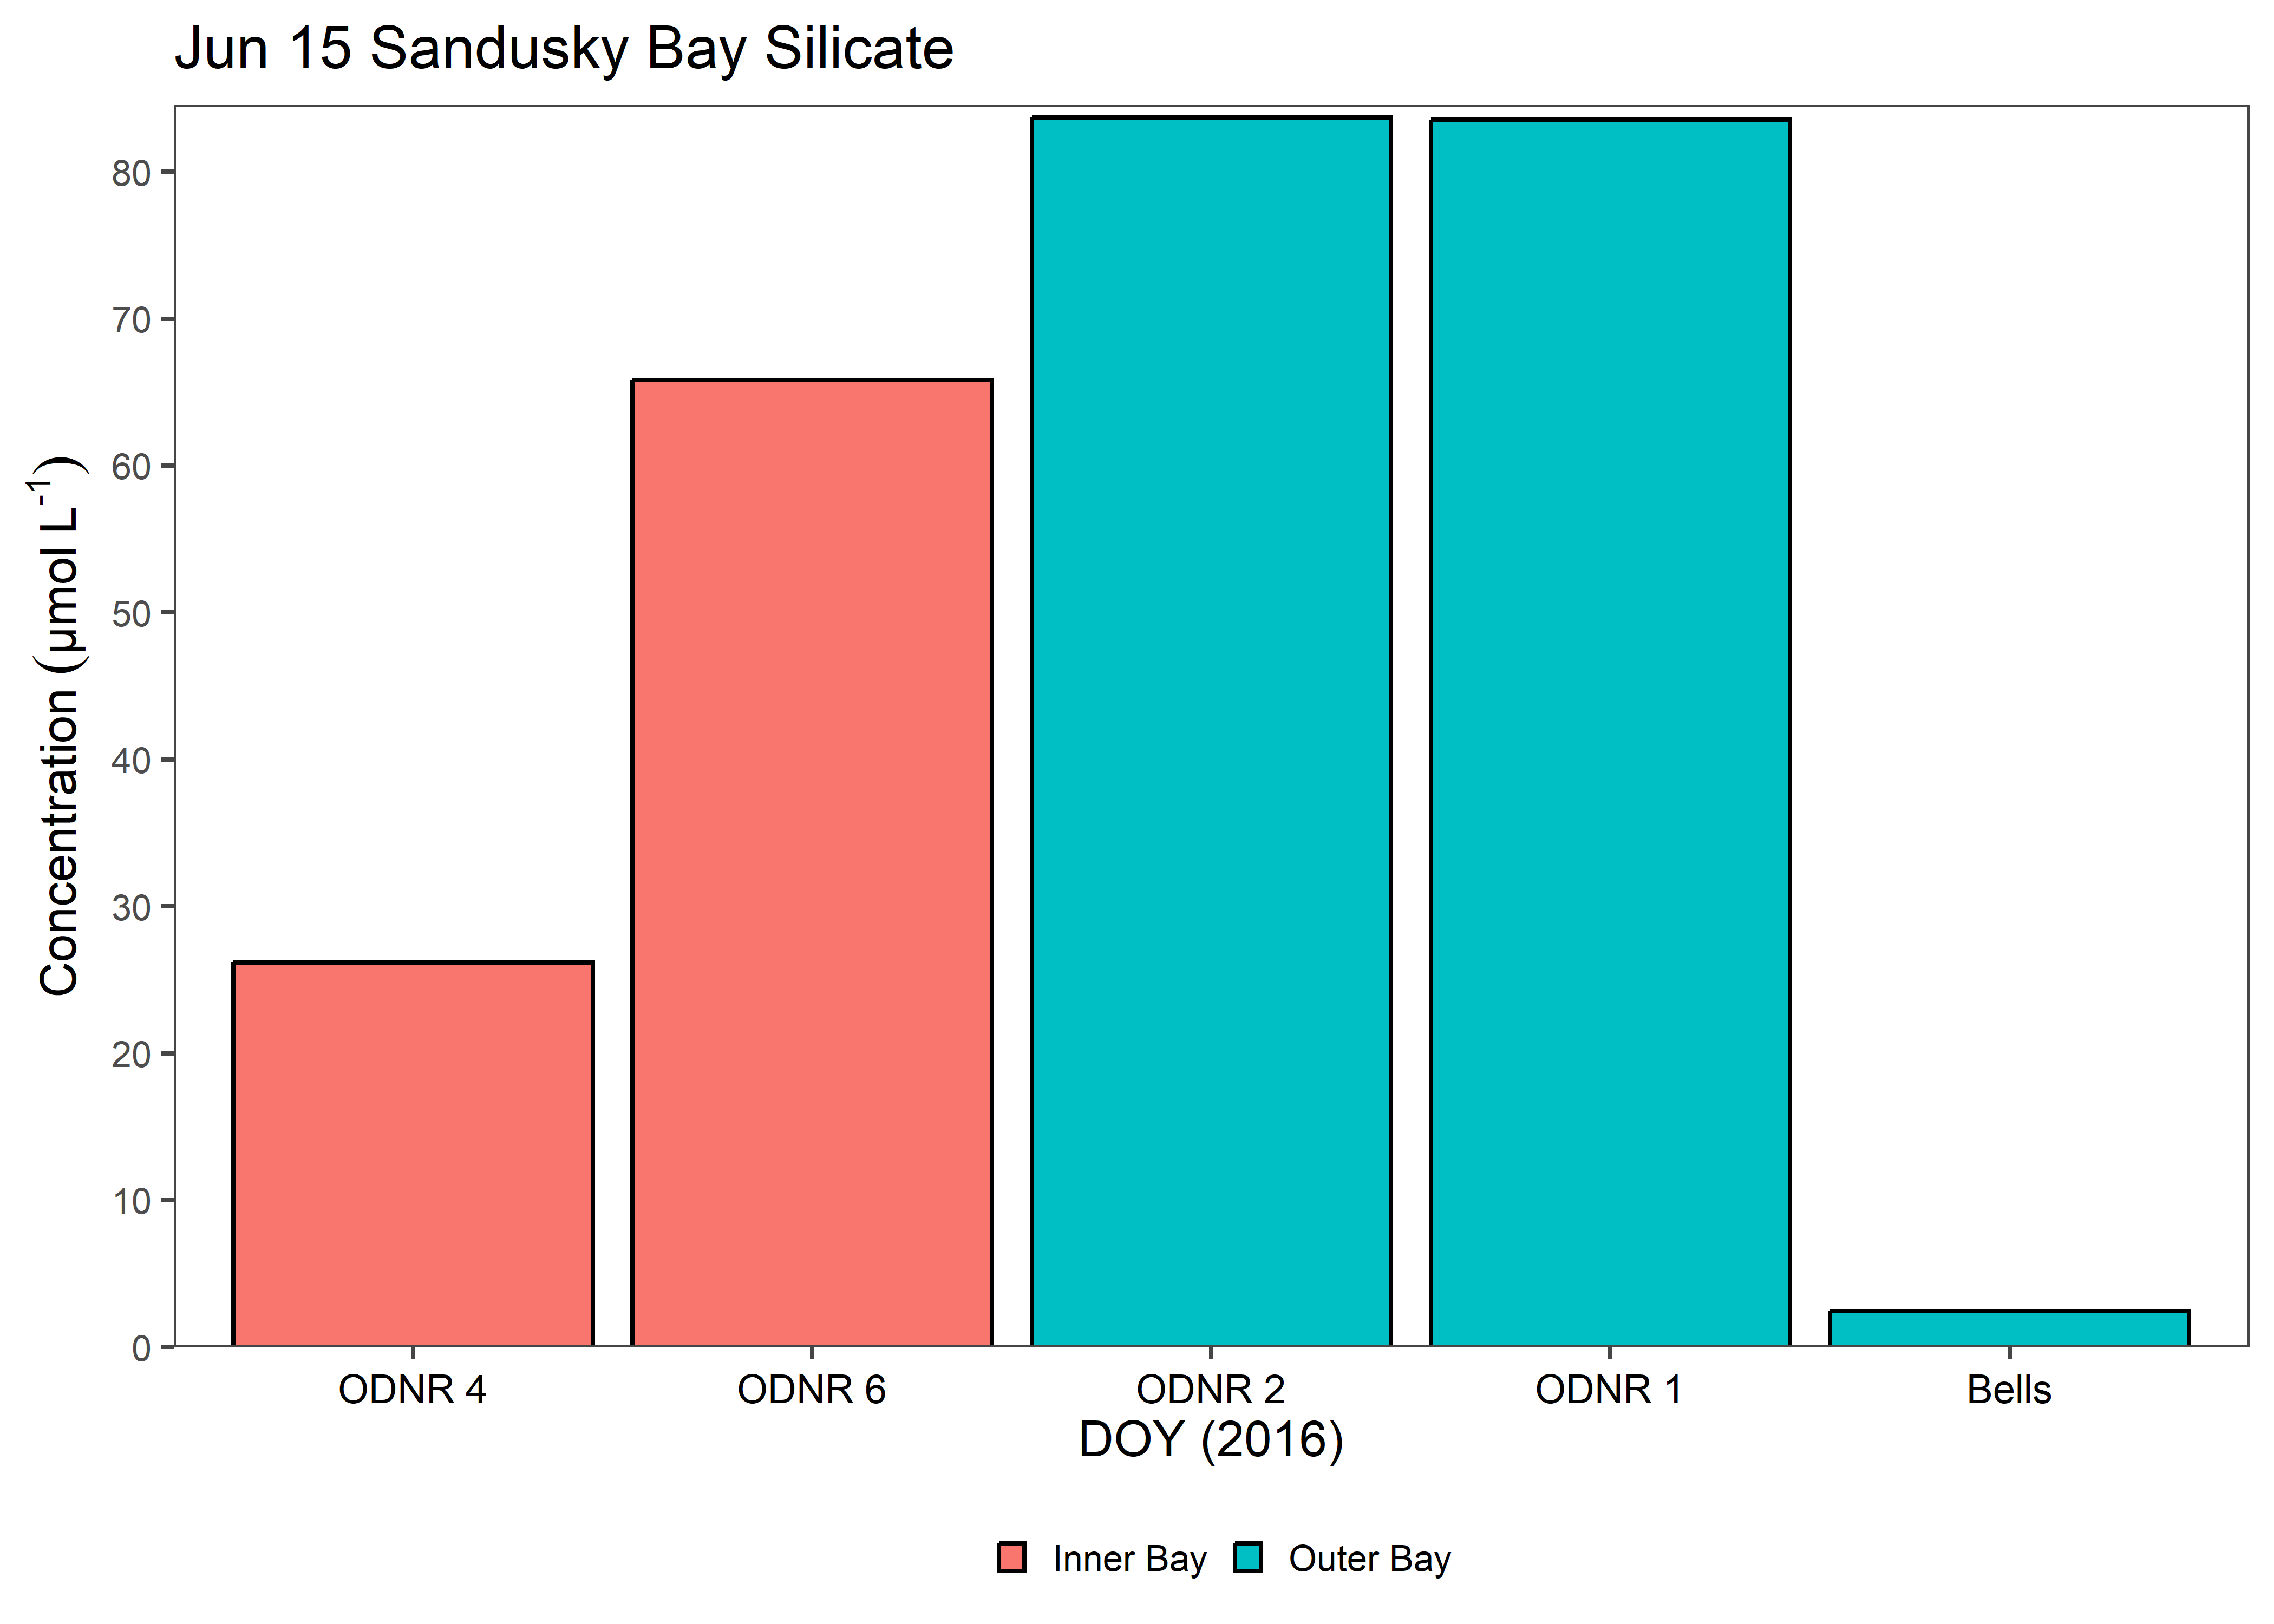 Jun 15 Sandusky Bay Silicate
Concentration (µmol L⁻¹)
80
70
60
50
40
30
20
10
0
ODNR 4 ODNR 6 ODNR 2 ODNR 1 Bells
DOY (2016)
Inner Bay Outer Bay